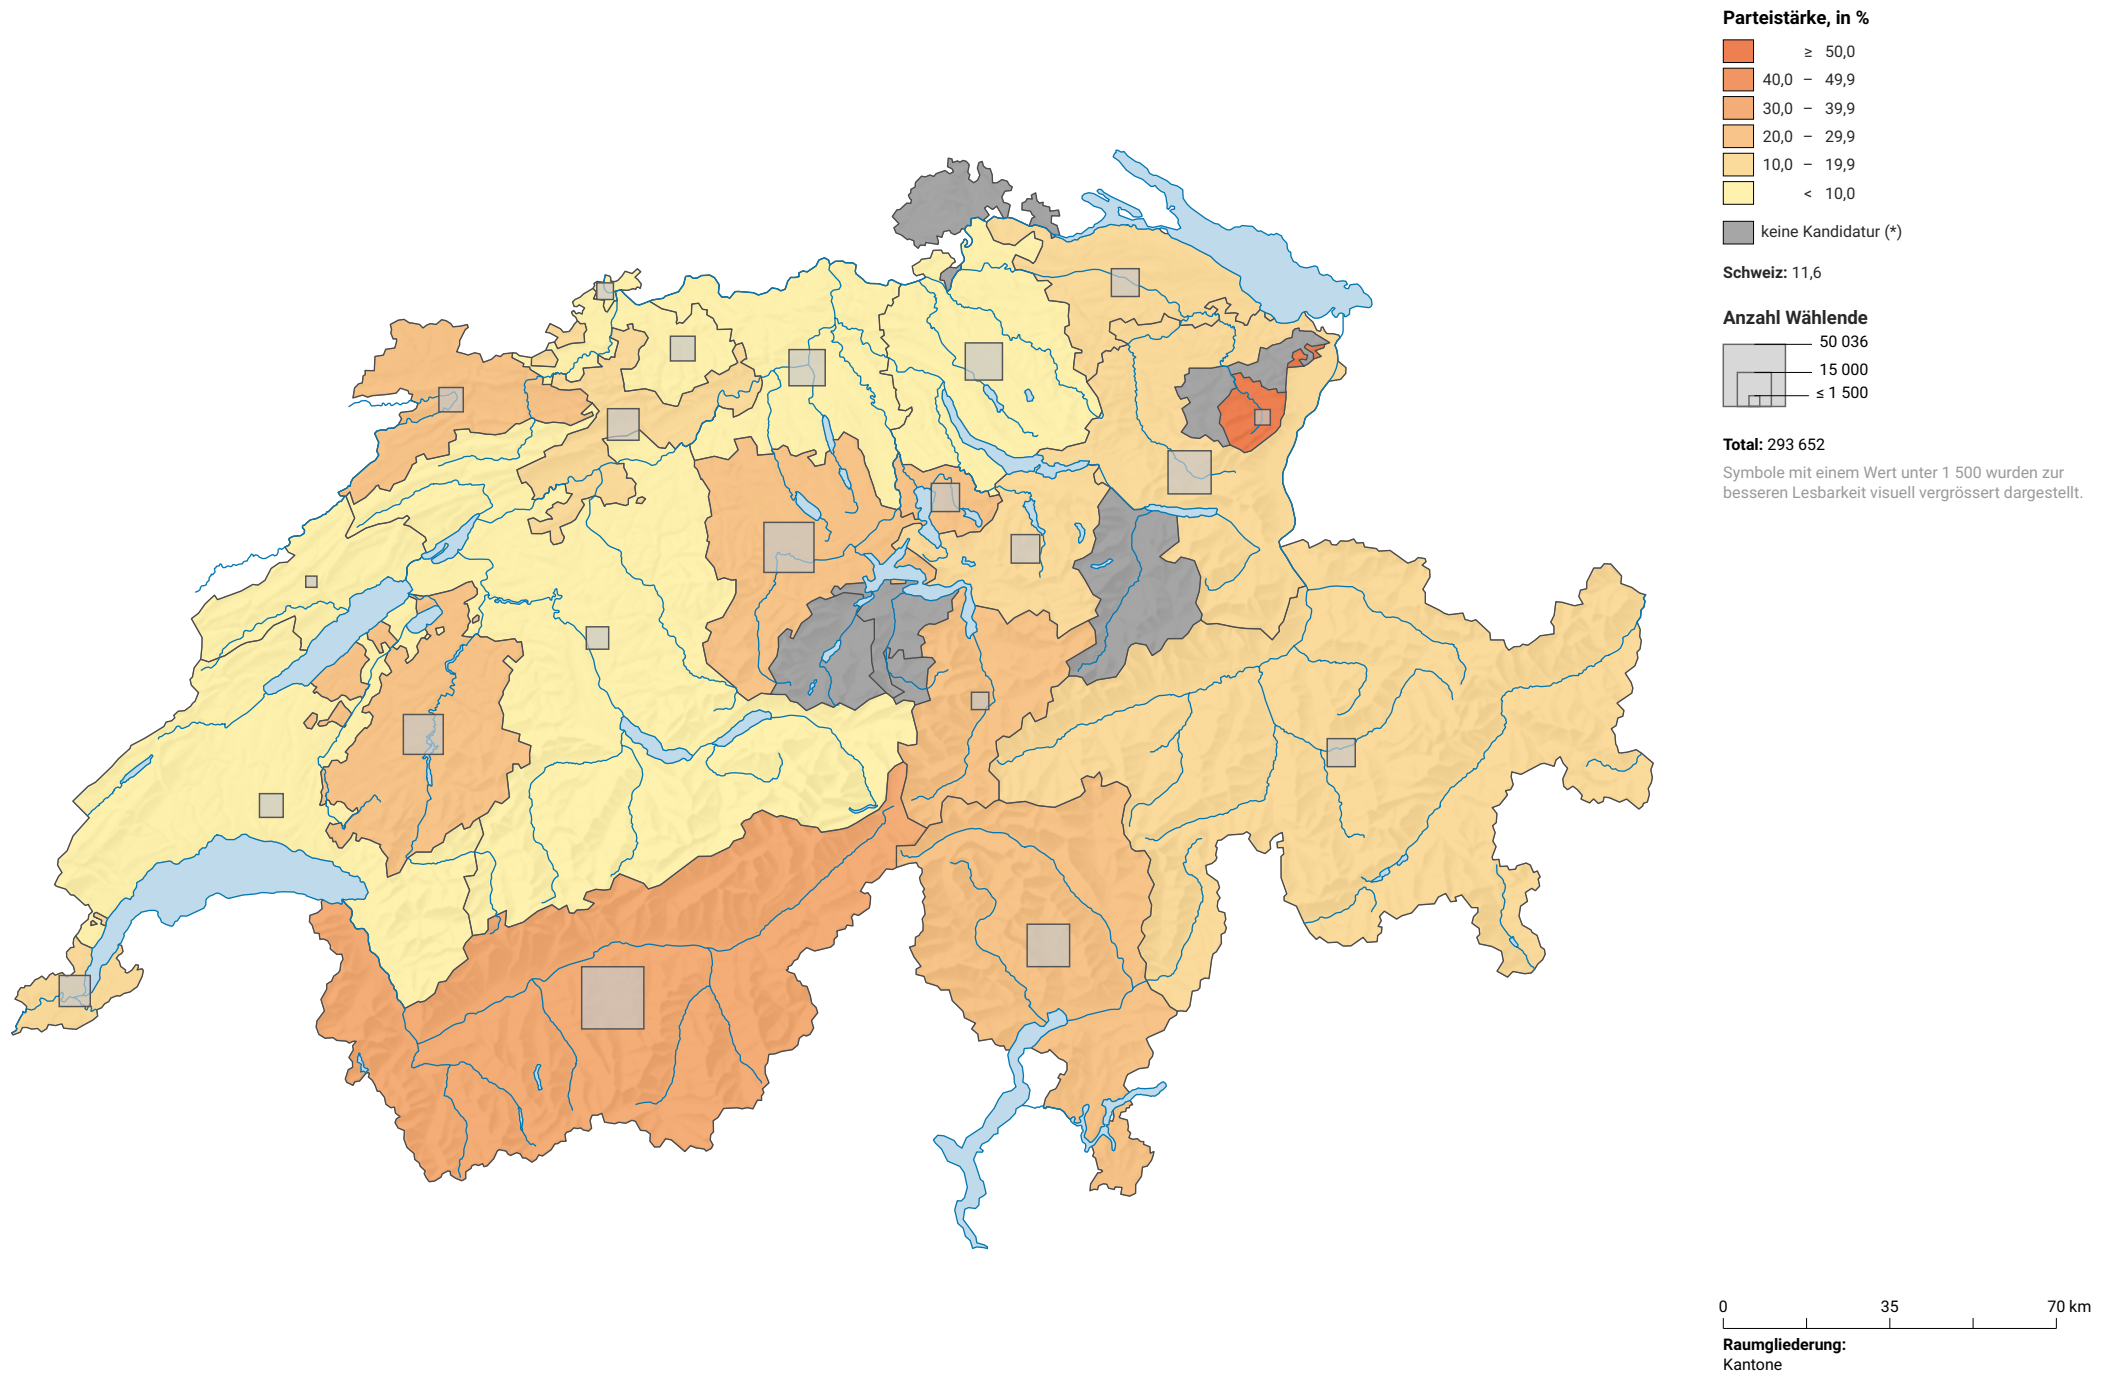 Parteistärke, in %
≥ 50,0
40,0 – 49,9
30,0 – 39,9
20,0 – 29,9
10,0 – 19,9
< 10,0
keine Kandidatur (*)
Schweiz: 11,6
Anzahl Wählende
50 036
15 000
≤ 1 500
Total: 293 652
Symbole mit einem Wert unter 1 500 wurden zur
besseren Lesbarkeit visuell vergrössert dargestellt.
0 35 70 km
Raumgliederung:
Kantone